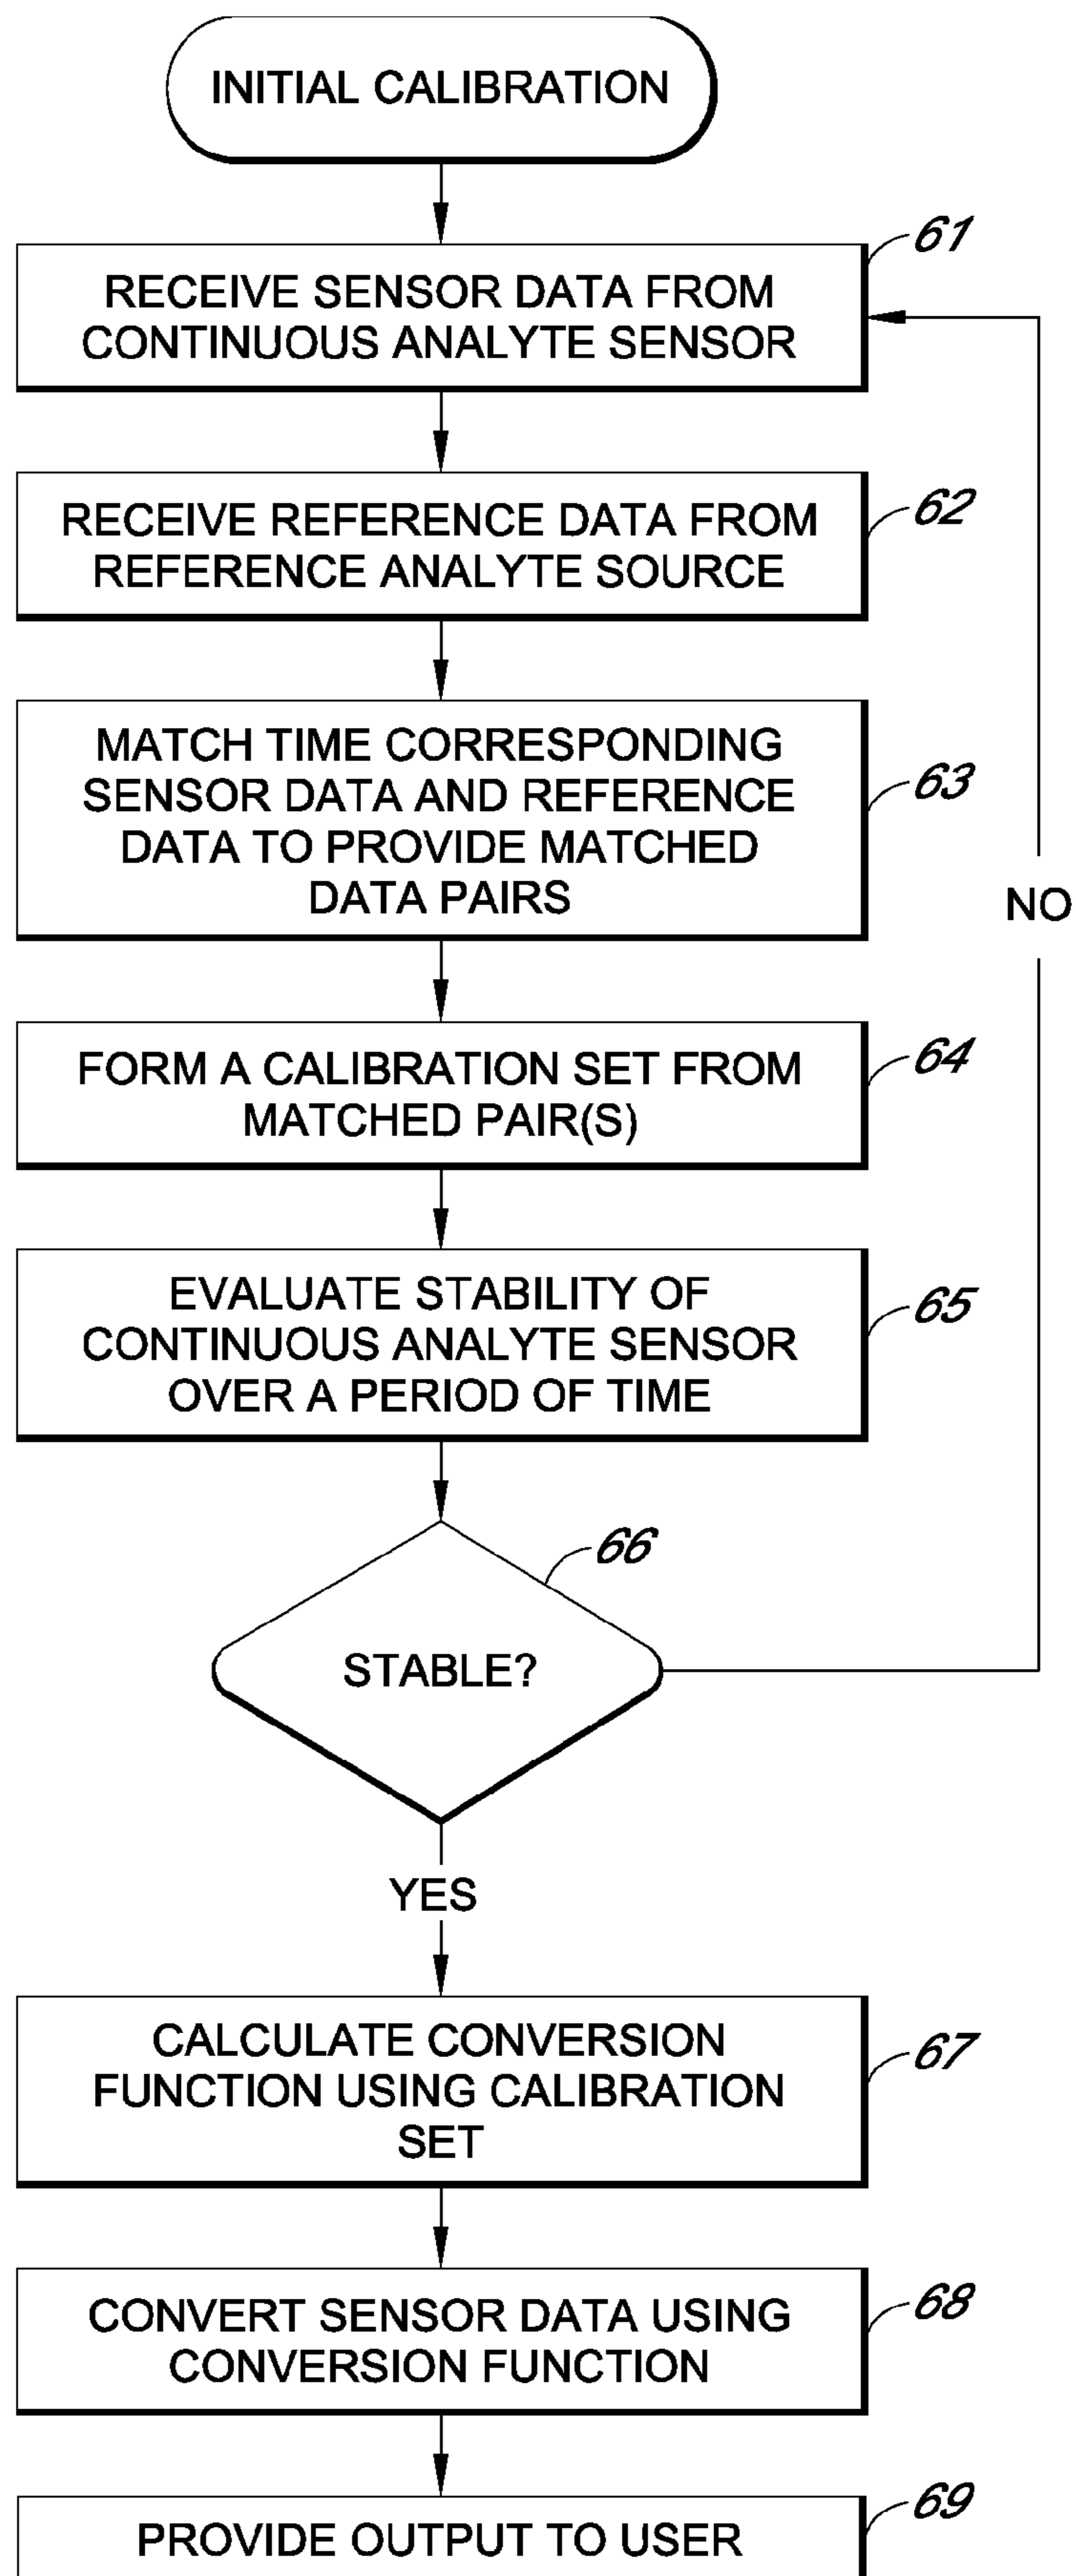 INITIAL CALIBRATION
61
RECEIVE SENSOR DATA FROM
CONTINUOUS ANALYTE SENSOR
62
RECEIVE REFERENCE DATA FROM
REFERENCE ANALYTE SOURCE
63
MATCH TIME CORRESPONDING
SENSOR DATA AND REFERENCE
DATA TO PROVIDE MATCHED
DATA PAIRS
NO
64
FORM A CALIBRATION SET FROM
MATCHED PAIR(S)
65
EVALUATE STABILITY OF
CONTINUOUS ANALYTE SENSOR
OVER A PERIOD OF TIME
66
STABLE?
YES
67
CALCULATE CONVERSION
FUNCTION USING CALIBRATION
SET
68
CONVERT SENSOR DATA USING
CONVERSION FUNCTION
69
PROVIDE OUTPUT TO USER